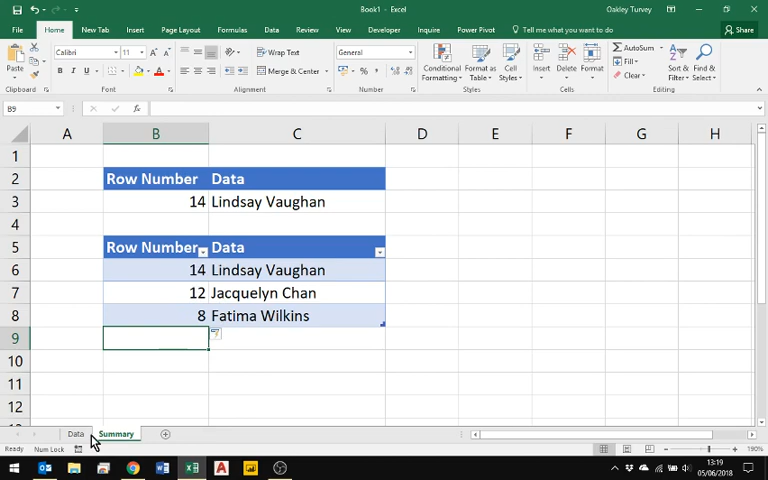 Book1 - Excel
Oakley Turvey
File Home New Tab Insert Page Layout Formulas Data Review View Developer Inquire Power Pivot Tell me what you want to do Share
Paste Calibri 11 Wrap Text General Conditional Formatting Format as Table Cell Styles Insert Delete Format AutoSum Fill Clear Sort & Filter Find & Select
B I U Merge & Center %
Clipboard Font Alignment Number Styles Cells Editing
B9 fx
A B C D E F G H
1
2 Row Number Data
3 14 Lindsay Vaughan
4
5 Row Number Data
6 14 Lindsay Vaughan
7 12 Jacquelyn Chan
8 8 Fatima Wilkins
9
10
11
12
Data Summary
Ready Num Lock 190%
13:19
05/06/2018